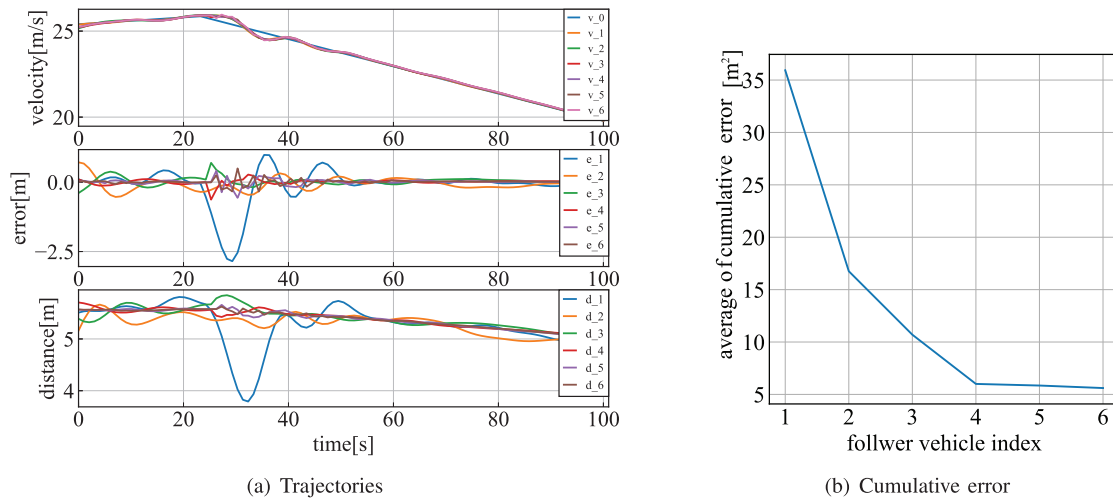 velocity[m/s]
25
20
v_0
v_1
v_2
v_3
v_4
v_5
v_6
0
20
40
60
80
100
error[m]
0.0
−2.5
e_1
e_2
e_3
e_4
e_5
e_6
0
20
40
60
80
100
distance[m]
5
4
d_1
d_2
d_3
d_4
d_5
d_6
0
20
40
60
80
100
time[s]
(a) Trajectories
average of cumulative error [m²]
35
30
25
20
15
10
5
1
2
3
4
5
6
follwer vehicle index
(b) Cumulative error